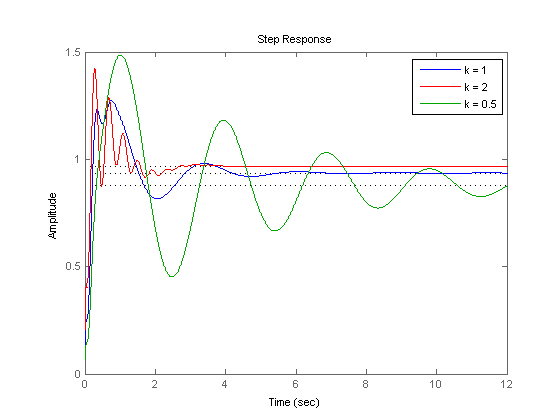 Step Response
1.5
1
0.5
0
Amplitude
k = 1
k = 2
k = 0.5
0
2
4
6
8
10
12
Time (sec)